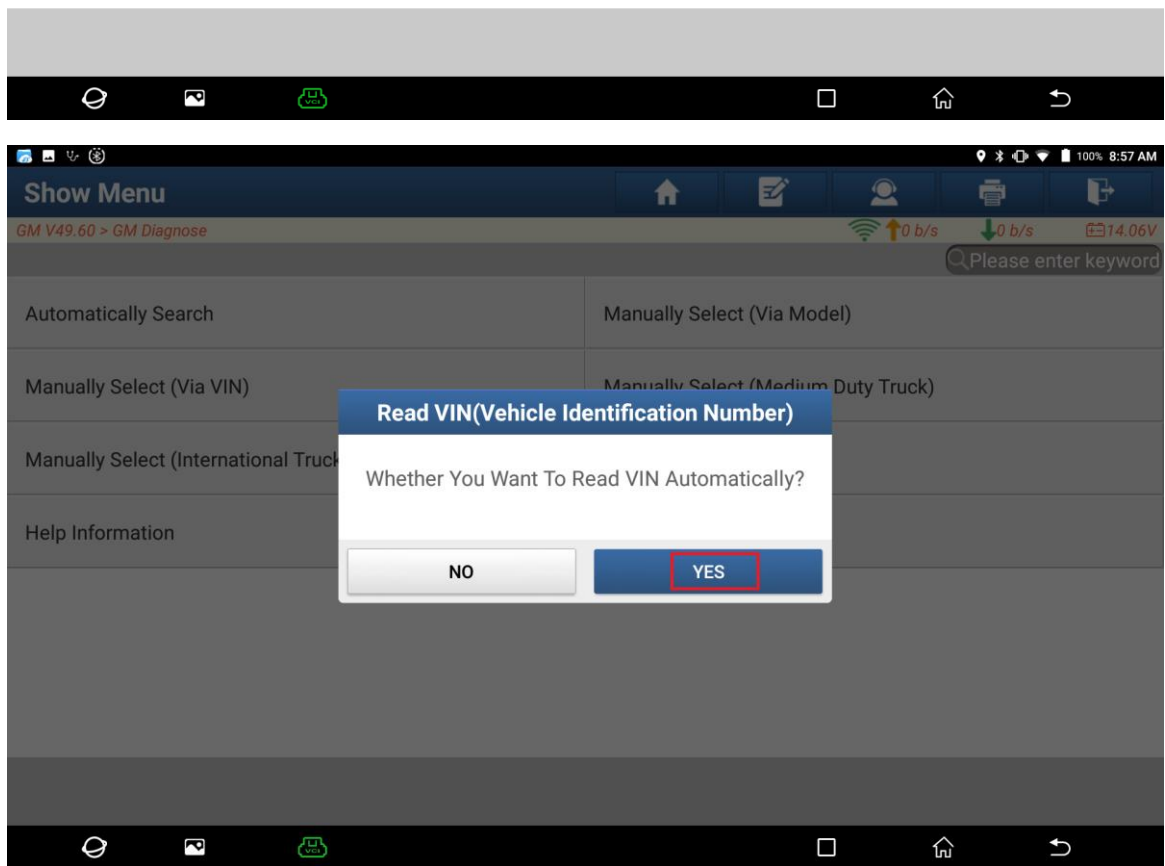 VCI
100% 8:57 AM
Show Menu
GM V49.60 > GM Diagnose
0 b/s
0 b/s
14.06V
Please enter keyword
Automatically Search
Manually Select (Via Model)
Manually Select (Via VIN)
Manually Select (Medium Duty Truck)
Manually Select (International Truck
Help Information
Read VIN(Vehicle Identification Number)
Whether You Want To Read VIN Automatically?
NO
YES
VCI